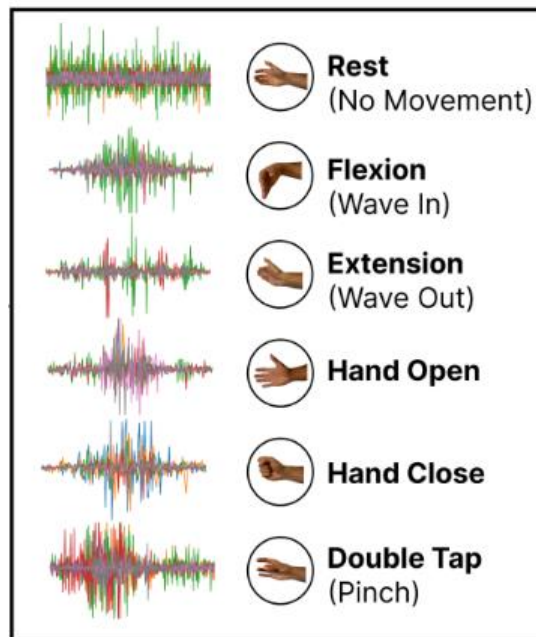 Rest
(No Movement)
Flexion
(Wave In)
Extension
(Wave Out)
Hand Open
Hand Close
Double Tap
(Pinch)